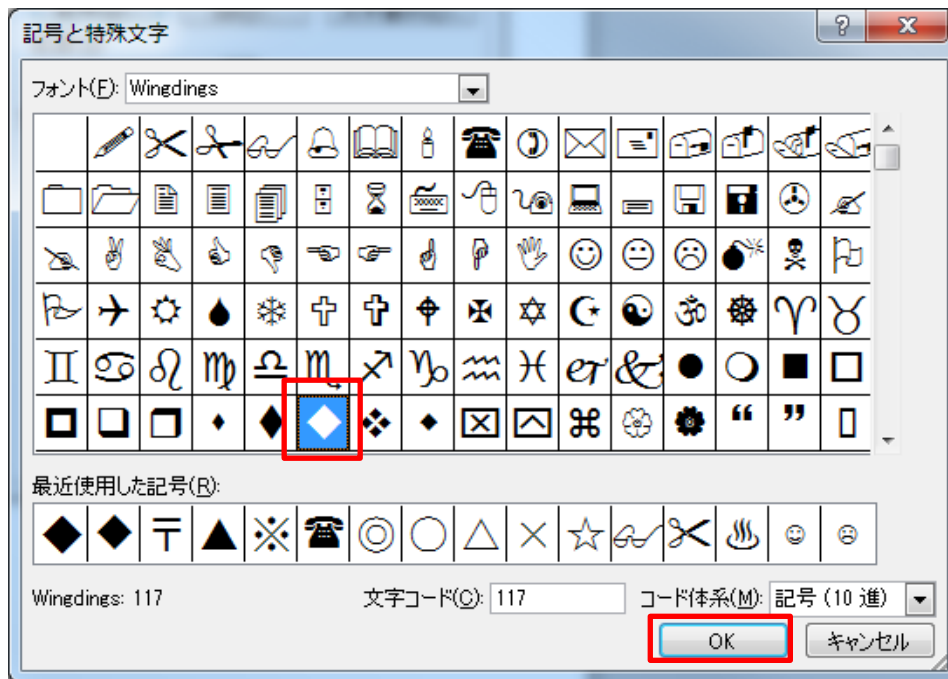 記号と特殊文字
フォント(F): Wingdings
最近使用した記号(R):
◆ ◆ 〒 ▲ ※ ☎ ◎ ○ △ × ☆ ♨ ☺ ☹
Wingdings: 117 文字コード(C): 117 コード体系(M): 記号 (10 進)
OK キャンセル